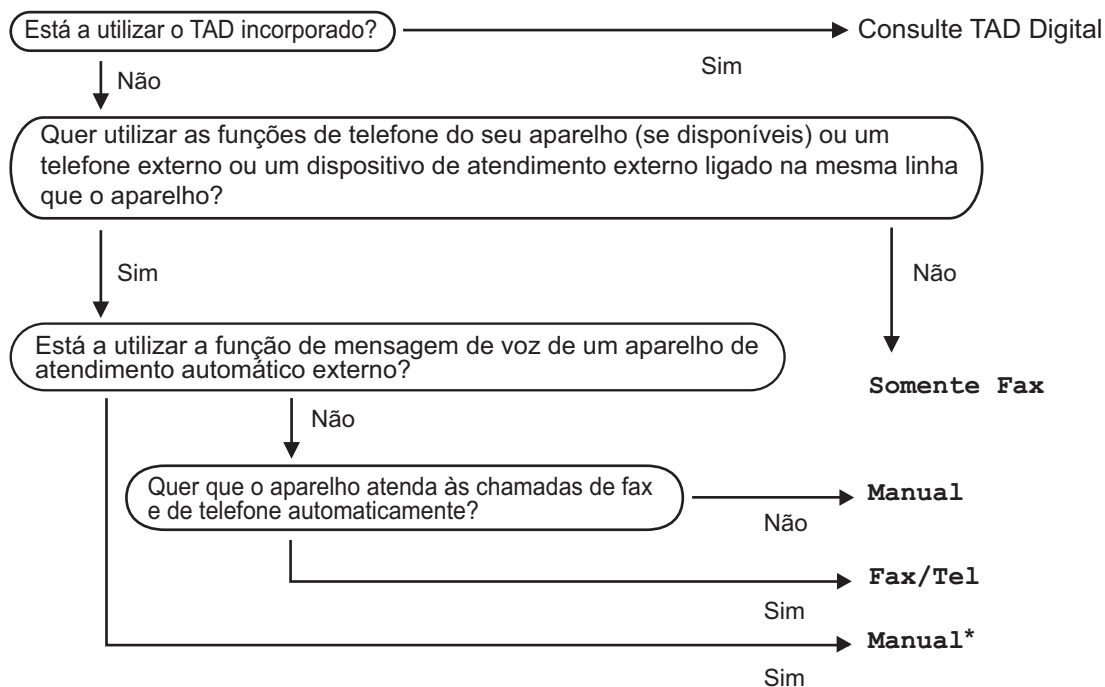 Está a utilizar o TAD incorporado?
Consulte TAD Digital
Sim
Não
Quer utilizar as funções de telefone do seu aparelho (se disponíveis) ou um
telefone externo ou um dispositivo de atendimento externo ligado na mesma linha
que o aparelho?
Sim
Não
Está a utilizar a função de mensagem de voz de um aparelho de
atendimento automático externo?
Somente Fax
Não
Quer que o aparelho atenda às chamadas de fax
e de telefone automaticamente?
Manual
Não
Fax/Tel
Sim
Manual*
Sim